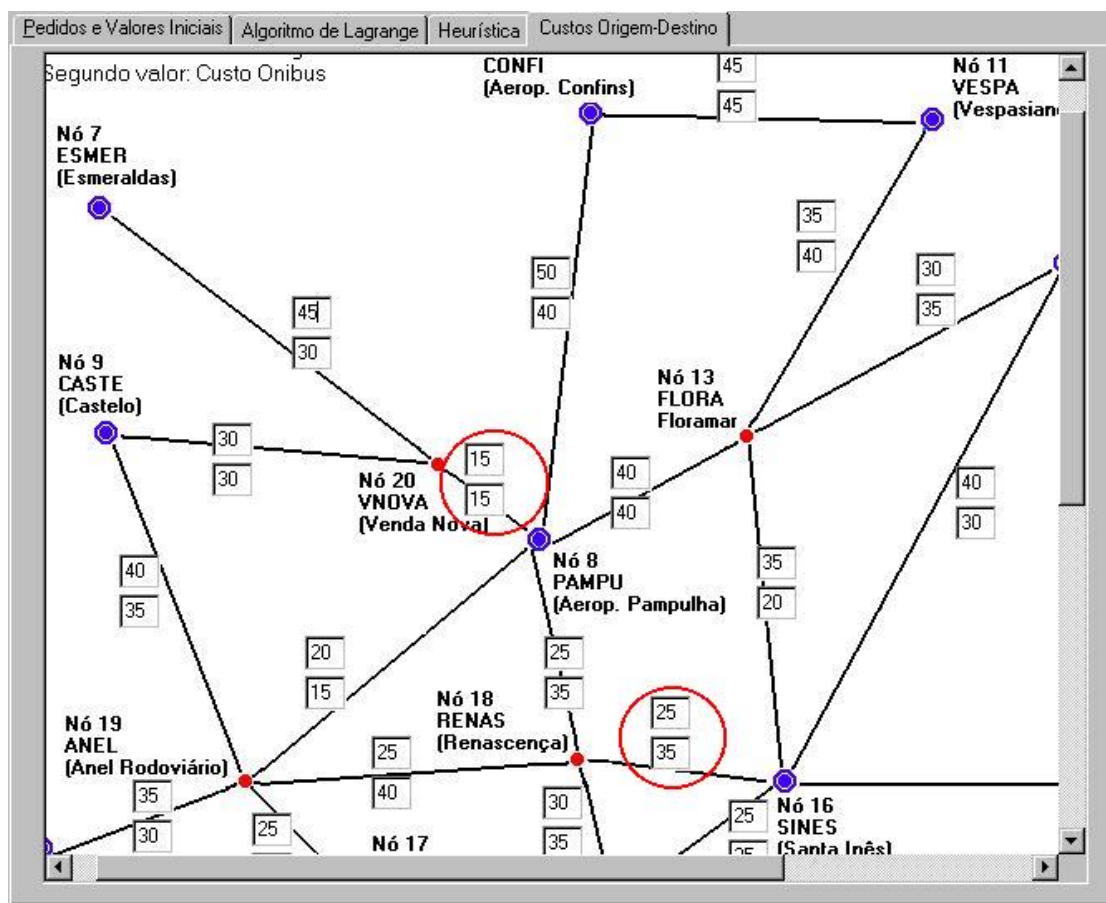 Pedidos e Valores Iniciais
Algoritmo de Lagrange
Heurística
Custos Origem-Destino
Segundo valor: Custo Onibus
CONFI
(Aerop. Confins)
45
45
Nó 11
VESPA
(Vespasian
Nó 7
ESMER
(Esmeraldas)
35
40
50
40
30
35
45
30
Nó 9
CASTE
(Castelo)
Nó 13
FLORA
Floramar
30
30
15
15
Nó 20
VNOVA
(Venda Nova)
40
40
40
30
Nó 8
PAMPU
(Aerop. Pampulha)
40
35
35
20
20
15
25
35
Nó 18
RENAS
(Renascença)
25
35
Nó 19
ANEL
(Anel Rodoviário)
25
40
35
30
25
30
35
Nó 17
25
25
Nó 16
SINES
(Santa Inês)